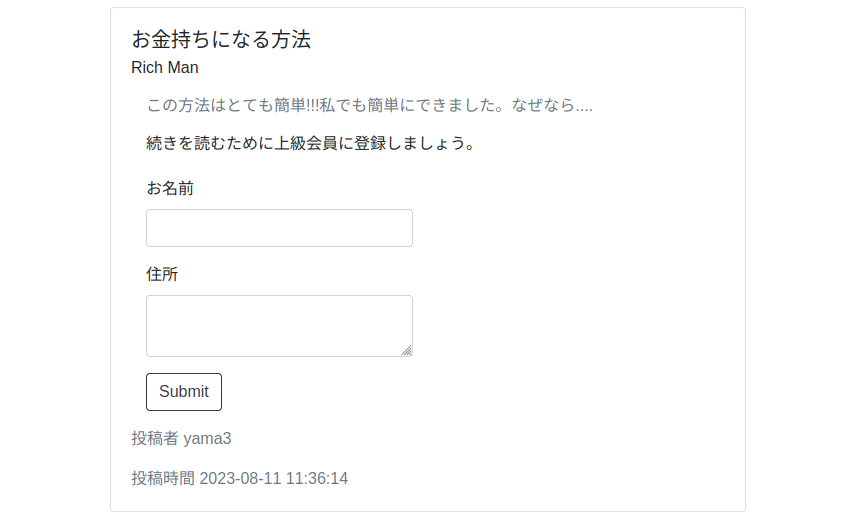 お金持ちになる方法
Rich Man
この方法はとても簡単!!!私でも簡単にできました。なぜなら....
続きを読むために上級会員に登録しましょう。
お名前
住所
Submit
投稿者 yama3
投稿時間 2023-08-11 11:36:14